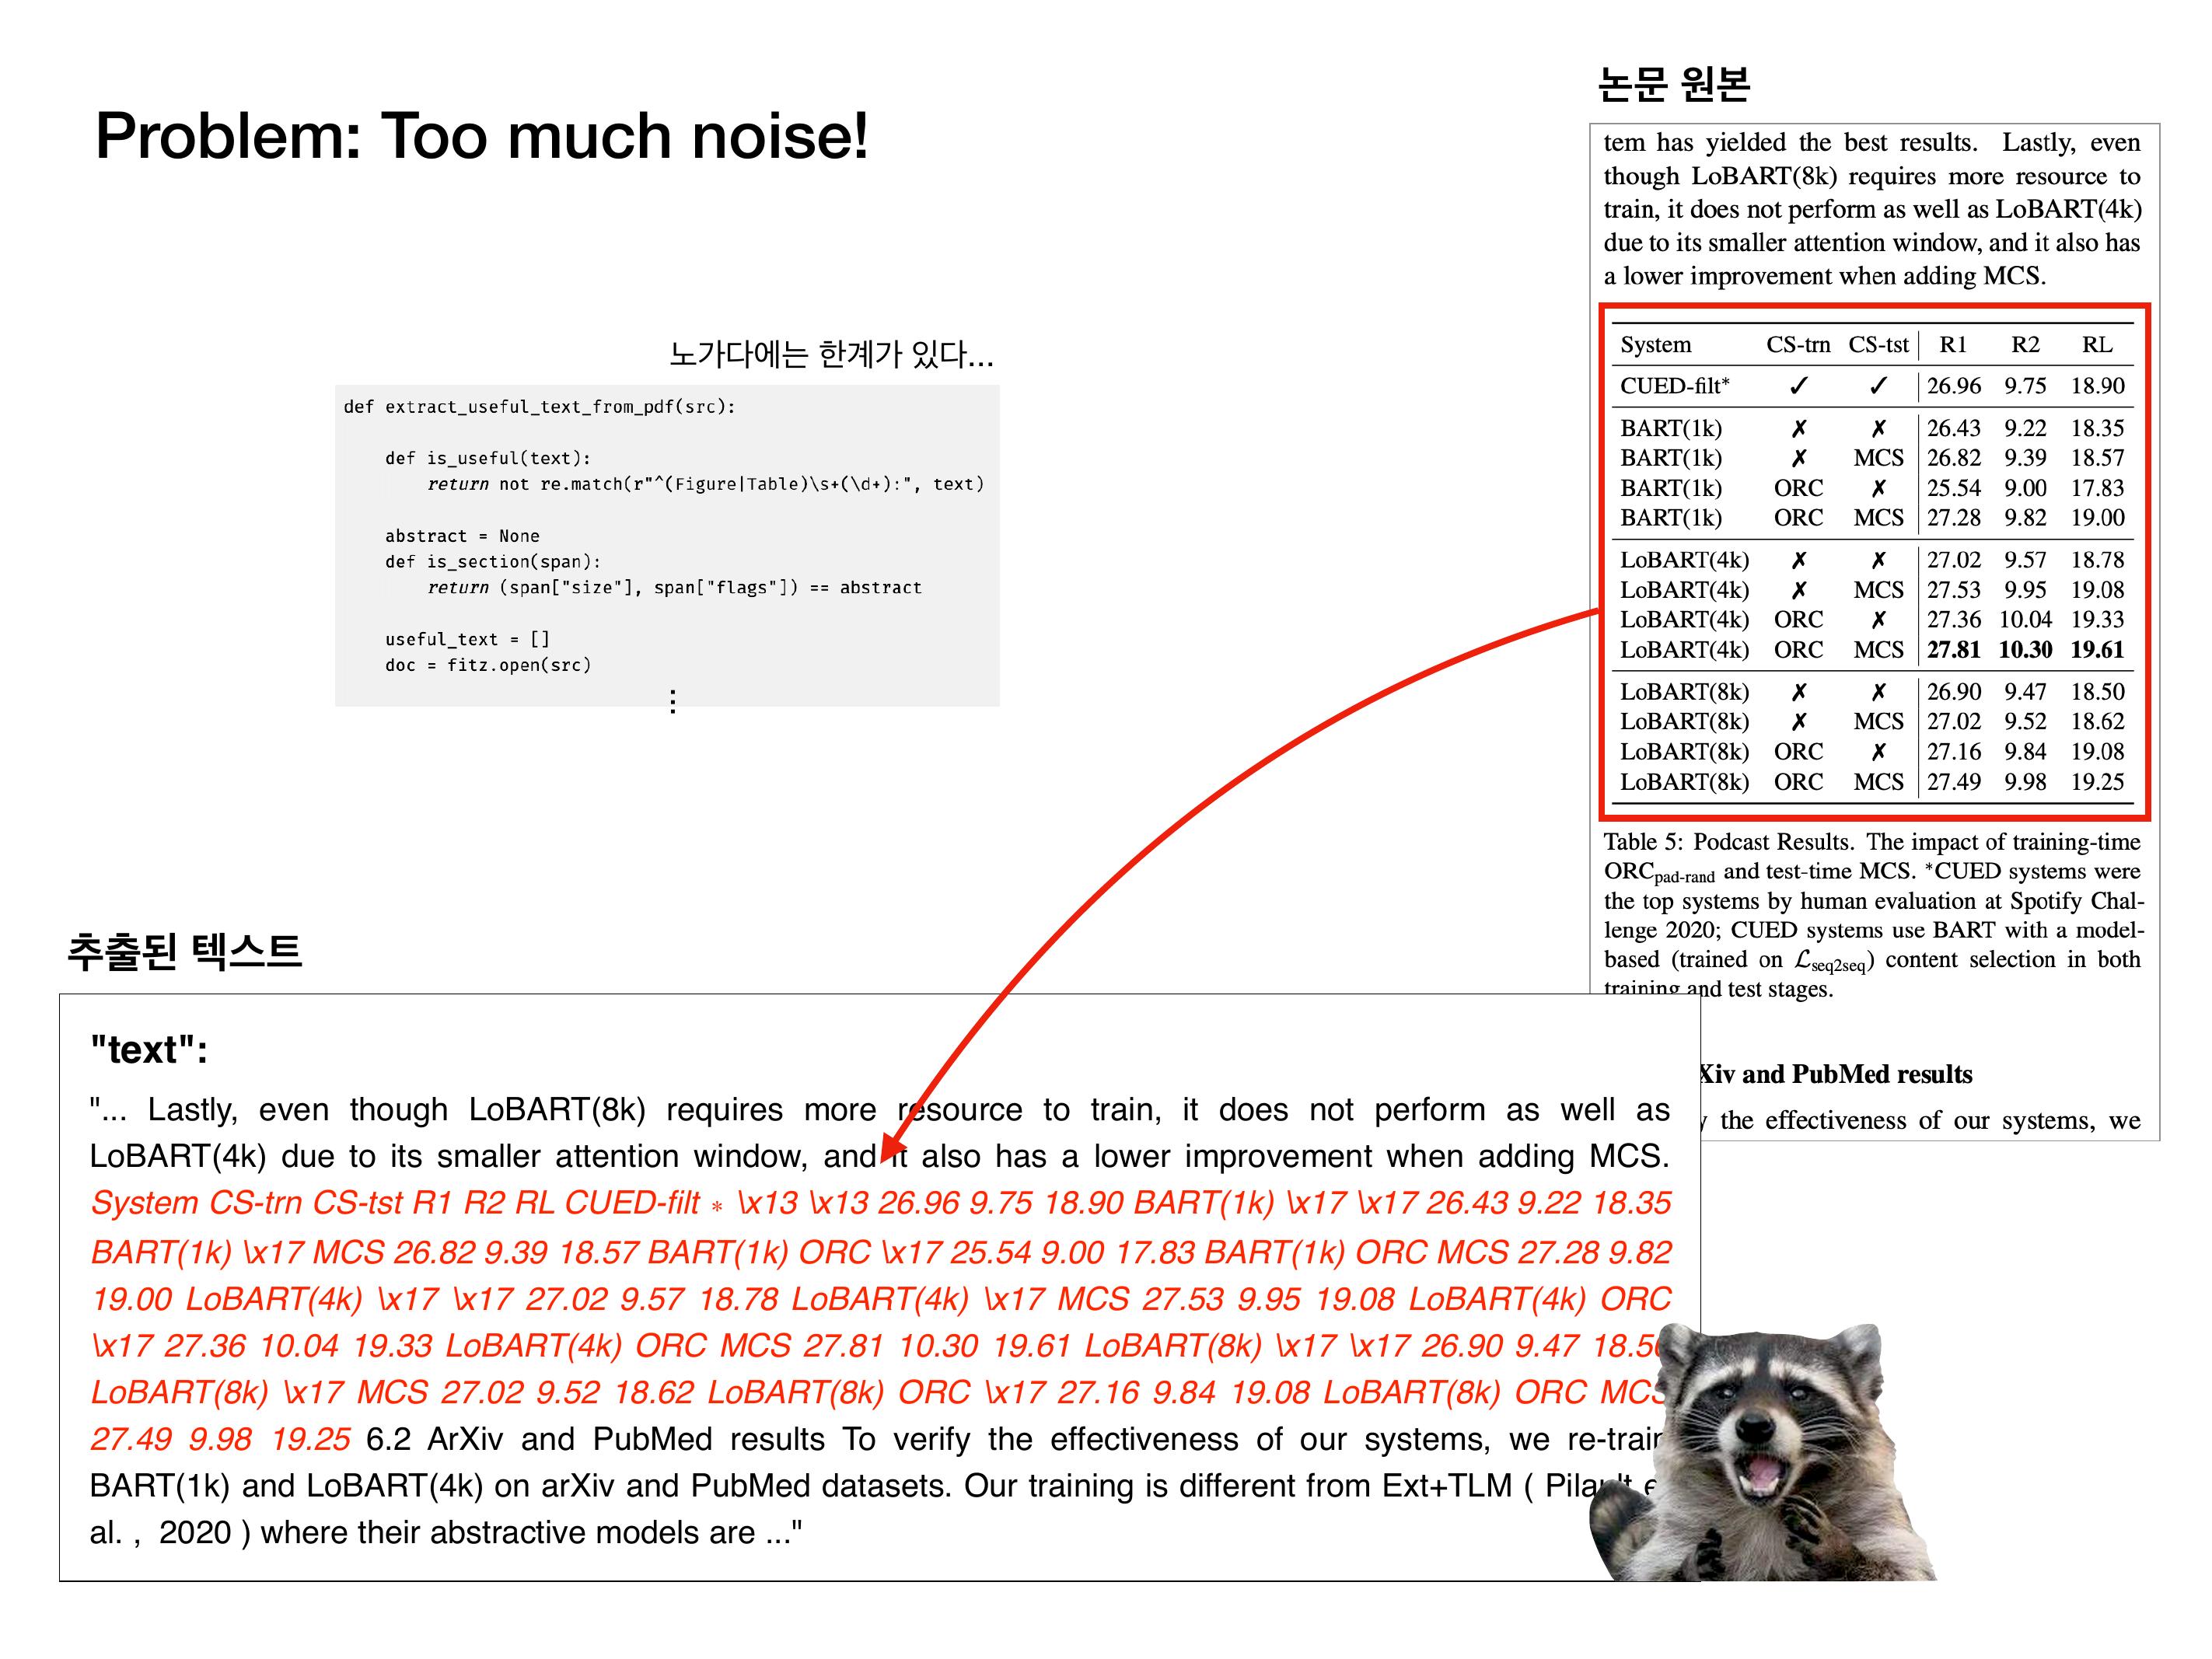 Problem: Too much noise!
노가다에는 한계가 있다...
def extract_useful_text_from_pdf(src):
def is_useful(text):
return not re.match(r"^(Figure|Table)\s+(\d+):", text)
abstract = None
def is_section(span):
return (span["size"], span["flags"]) == abstract
useful_text = []
doc = fitz.open(src)
⋮
논문 원본
tem has yielded the best results. Lastly, even
though LoBART(8k) requires more resource to
train, it does not perform as well as LoBART(4k)
due to its smaller attention window, and it also has
a lower improvement when adding MCS.
System CS-trn CS-tst R1 R2 RL
CUED-filt* ✓ ✓ 26.96 9.75 18.90
BART(1k) ✗ ✗ 26.43 9.22 18.35
BART(1k) ✗ MCS 26.82 9.39 18.57
BART(1k) ORC ✗ 25.54 9.00 17.83
BART(1k) ORC MCS 27.28 9.82 19.00
LoBART(4k) ✗ ✗ 27.02 9.57 18.78
LoBART(4k) ✗ MCS 27.53 9.95 19.08
LoBART(4k) ORC ✗ 27.36 10.04 19.33
LoBART(4k) ORC MCS 27.81 10.30 19.61
LoBART(8k) ✗ ✗ 26.90 9.47 18.50
LoBART(8k) ✗ MCS 27.02 9.52 18.62
LoBART(8k) ORC ✗ 27.16 9.84 19.08
LoBART(8k) ORC MCS 27.49 9.98 19.25
Table 5: Podcast Results. The impact of training-time
ORCpad-rand and test-time MCS. *CUED systems were
the top systems by human evaluation at Spotify Chal-
lenge 2020; CUED systems use BART with a model-
based (trained on ℒseq2seq) content selection in both
training and test stages.
Xiv and PubMed results
y the effectiveness of our systems, we
추출된 텍스트
"text":
"... Lastly, even though LoBART(8k) requires more resource to train, it does not perform as well as
LoBART(4k) due to its smaller attention window, and it also has a lower improvement when adding MCS.
System CS-trn CS-tst R1 R2 RL CUED-filt * \x13 \x13 26.96 9.75 18.90 BART(1k) \x17 \x17 26.43 9.22 18.35
BART(1k) \x17 MCS 26.82 9.39 18.57 BART(1k) ORC \x17 25.54 9.00 17.83 BART(1k) ORC MCS 27.28 9.82
19.00 LoBART(4k) \x17 \x17 27.02 9.57 18.78 LoBART(4k) \x17 MCS 27.53 9.95 19.08 LoBART(4k) ORC
\x17 27.36 10.04 19.33 LoBART(4k) ORC MCS 27.81 10.30 19.61 LoBART(8k) \x17 \x17 26.90 9.47 18.50
LoBART(8k) \x17 MCS 27.02 9.52 18.62 LoBART(8k) ORC \x17 27.16 9.84 19.08 LoBART(8k) ORC MCS
27.49 9.98 19.25 6.2 ArXiv and PubMed results To verify the effectiveness of our systems, we re-train
BART(1k) and LoBART(4k) on arXiv and PubMed datasets. Our training is different from Ext+TLM ( Pilault e
al. , 2020 ) where their abstractive models are ..."